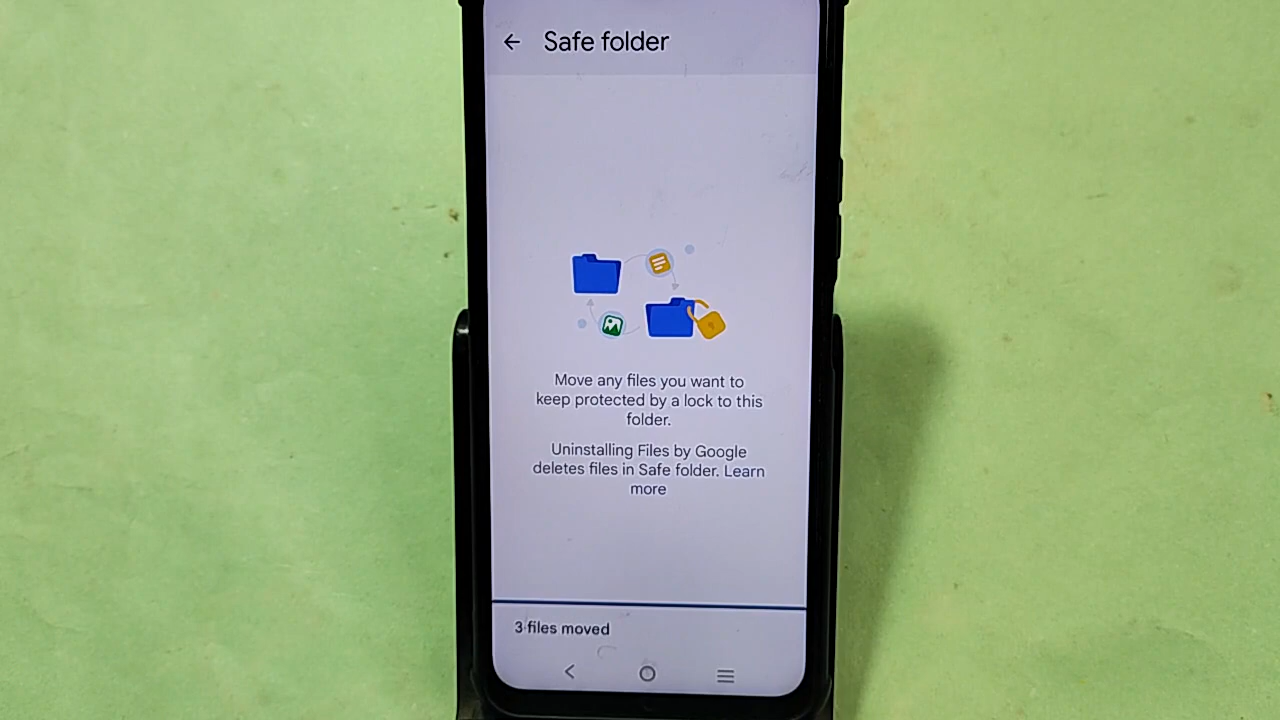 Safe folder
Move any files you want to
keep protected by a lock to this
folder.
Uninstalling Files by Google
deletes files in Safe folder. Learn
more
3 files moved